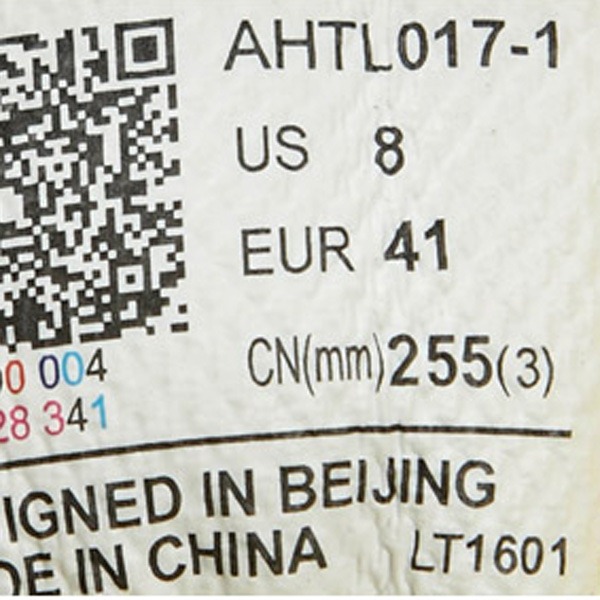 AHTL017-1
US 8
EUR 41
CN(mm)255(3)
0 004
28 341
IGNED IN BEIJING
DE IN CHINA LT1601